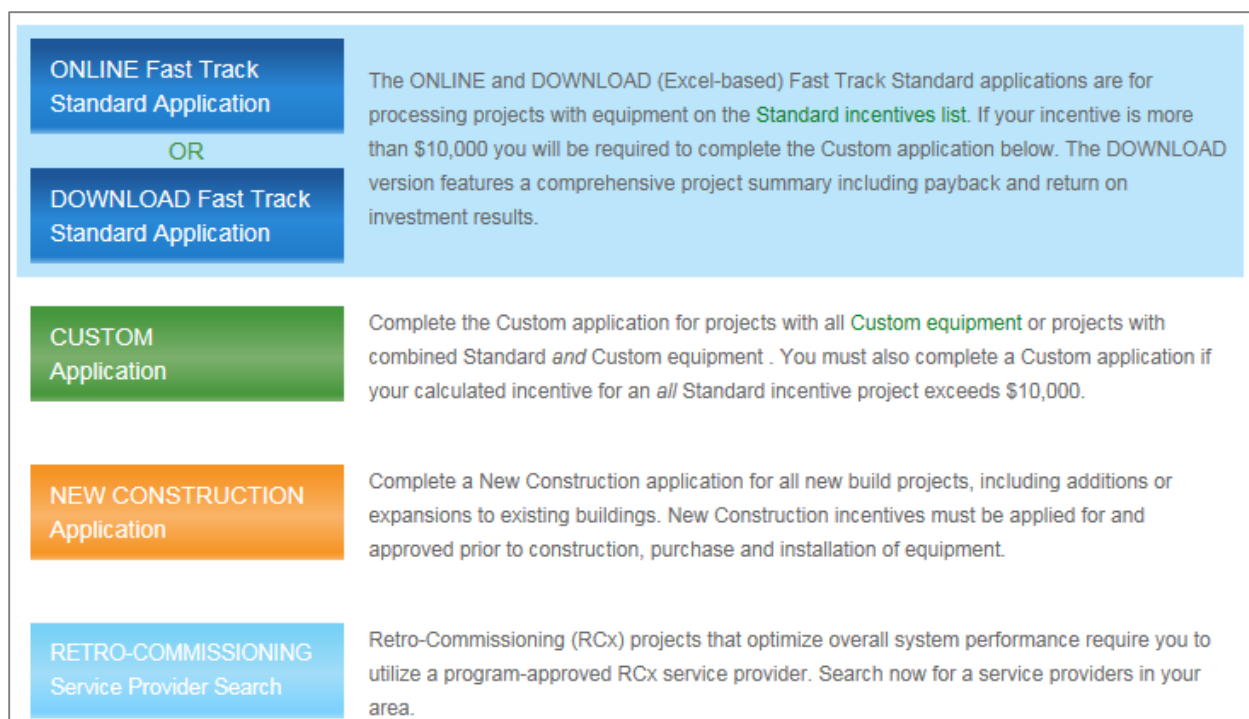 ONLINE Fast Track
Standard Application
OR
DOWNLOAD Fast Track
Standard Application
The ONLINE and DOWNLOAD (Excel-based) Fast Track Standard applications are for
processing projects with equipment on the Standard incentives list. If your incentive is more
than $10,000 you will be required to complete the Custom application below. The DOWNLOAD
version features a comprehensive project summary including payback and return on
investment results.
CUSTOM
Application
Complete the Custom application for projects with all Custom equipment or projects with
combined Standard and Custom equipment . You must also complete a Custom application if
your calculated incentive for an all Standard incentive project exceeds $10,000.
NEW CONSTRUCTION
Application
Complete a New Construction application for all new build projects, including additions or
expansions to existing buildings. New Construction incentives must be applied for and
approved prior to construction, purchase and installation of equipment.
RETRO-COMMISSIONING
Service Provider Search
Retro-Commissioning (RCx) projects that optimize overall system performance require you to
utilize a program-approved RCx service provider. Search now for a service providers in your
area.